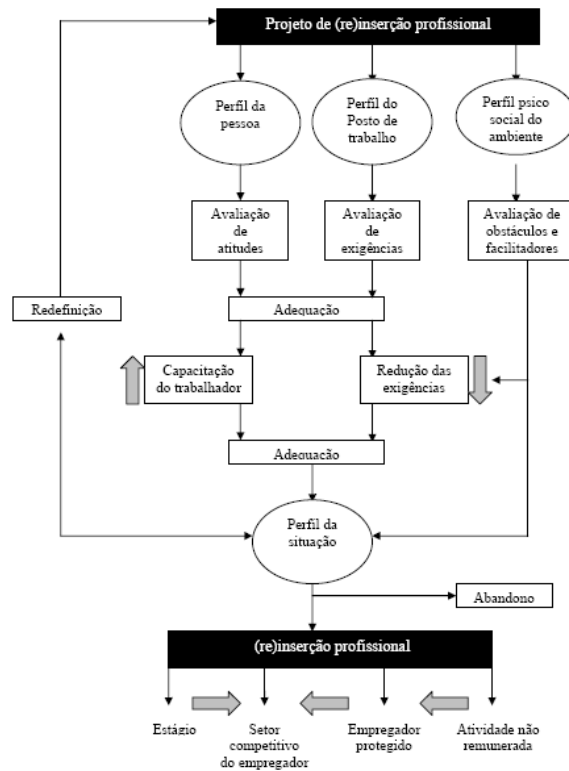 Projeto de (re)inserção profissional
Perfil da
pessoa
Perfil do
Posto de
trabalho
Perfil psico
social do
ambiente
Avaliação
de
atitudes
Avaliação
de
exigências
Avaliação de
obstáculos e
facilitadores
Redefinição
Adequação
Capacitação
do trabalhador
Redução das
exigências
Adequação
Perfil da
situação
Abandono
(re)inserção profissional
Estágio
Setor
competitivo
do empregador
Empregador
protegido
Atividade não
remunerada